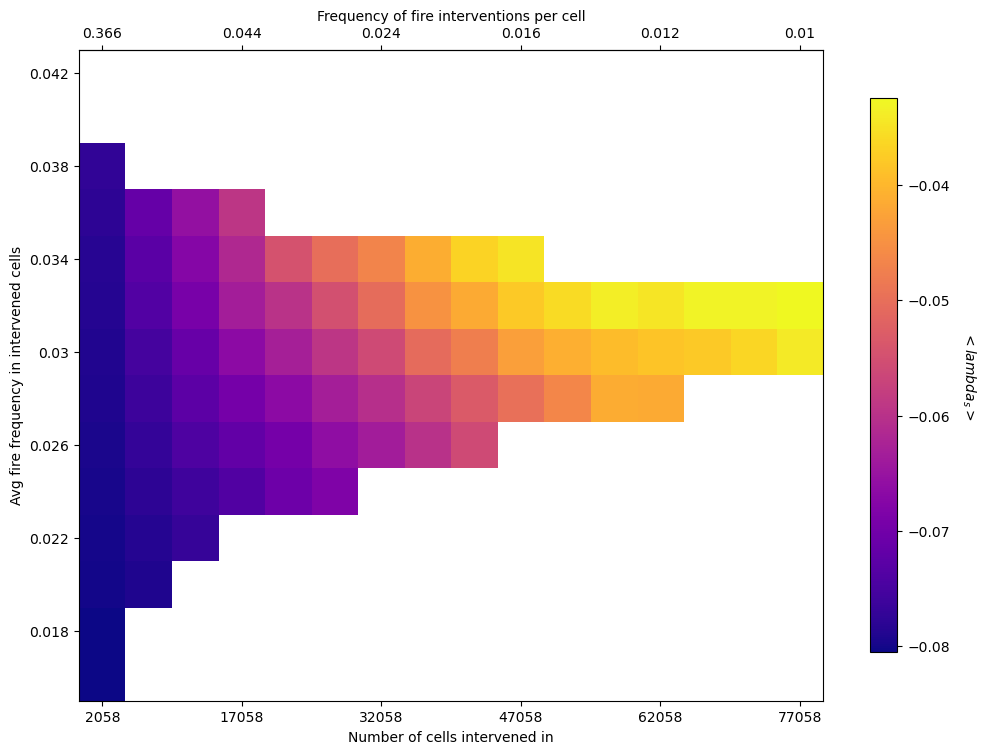 Frequency of fire interventions per cell
0.366 0.044 0.024 0.016 0.012 0.01
0.042
0.038
0.034
0.03
0.026
0.022
0.018
Avg fire frequency in intervened cells
2058 17058 32058 47058 62058 77058
Number of cells intervened in
−0.04
−0.05
−0.06
−0.07
−0.08
< lambda_s >